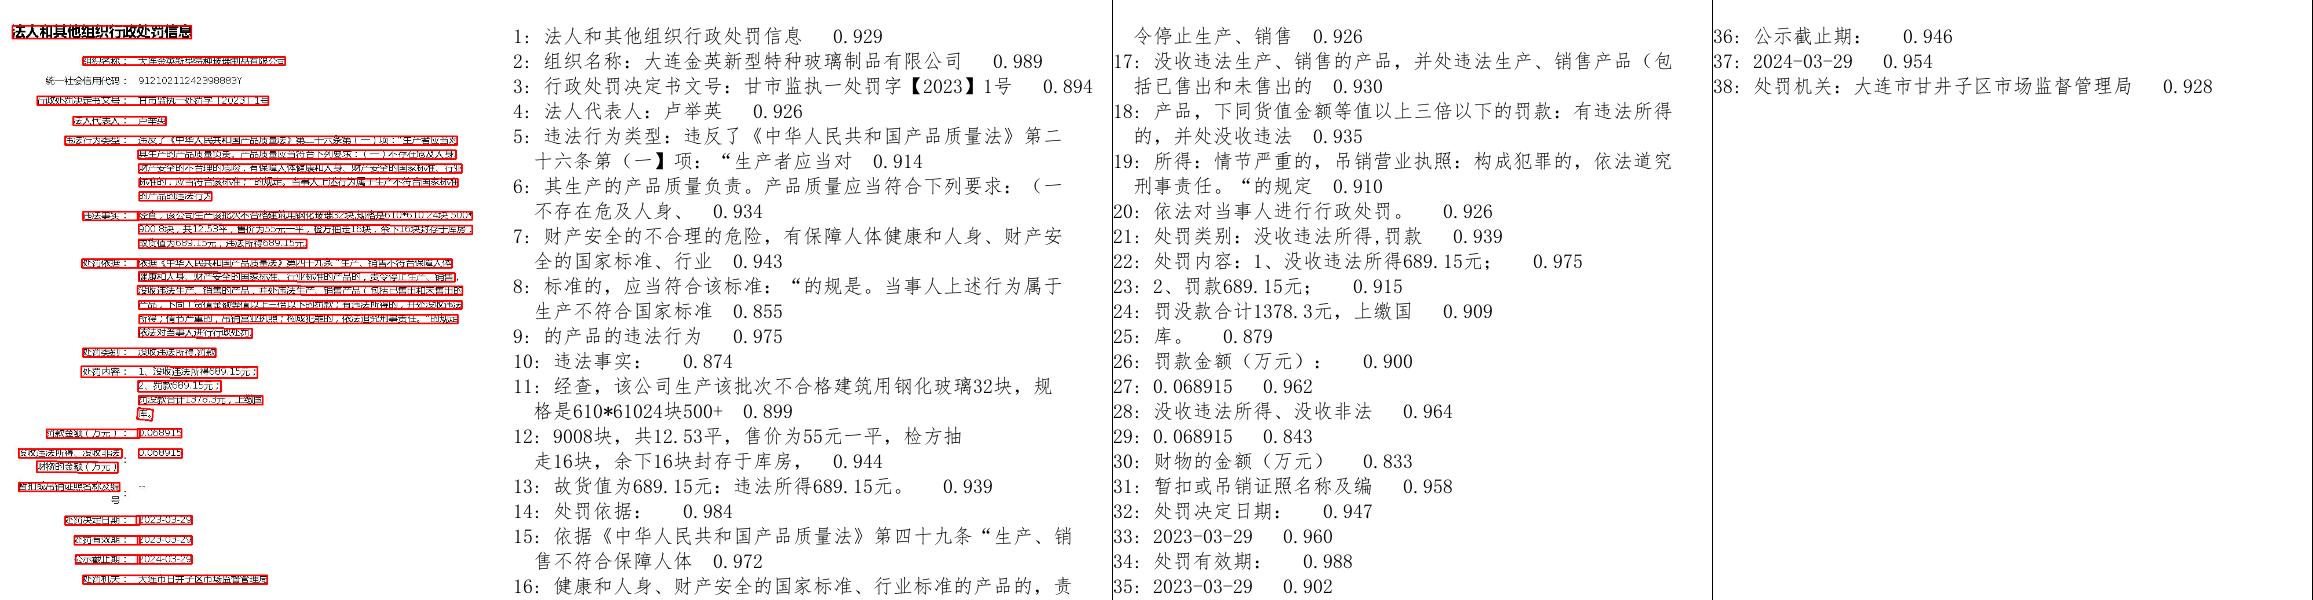 法人和其他组织行政处罚信息
组织名称： 大连金英新型特种玻璃制品有限公司
统一社会信用代码： 91210211242398883Y
行政处罚决定书文号： 甘市监执一处罚字【2023】1号
法人代表人： 卢举英
违法行为类型： 违反了《中华人民共和国产品质量法》第二十六条第（一）项：“生产者应当对
其生产的产品质量负责。产品质量应当符合下列要求：（一）不存在危及人身、
财产安全的不合理的危险，有保障人体健康和人身、财产安全的国家标准、行业
标准的，应当符合该标准；”的规定。当事人上述行为属于生产不符合国家标准
的产品的违法行为
违法事实： 经查，该公司生产该批次不合格建筑用钢化玻璃32块,规格是610*610
900.8块，共12.53平，售价为55元一平，检方抽走16块，余下16块封存于库房，
故货值为689.15元，违法所得689.15元。
处罚依据： 依据《中华人民共和国产品质量法》第四十九条“生产、销售不符合保障人体
健康和人身、财产安全的国家标准、行业标准的产品的，责令停止生产、销售，
没收违法生产、销售的产品，并处违法生产、销售产品（包括已售出和未售出的
产品，下同）货值金额等值以上三倍以下的罚款；有违法所得的，并处没收违法
所得；情节严重的，吊销营业执照；构成犯罪的，依法追究刑事责任。”的规定
依法对当事人进行行政处罚。
处罚类别： 没收违法所得,罚款
处罚内容： 1、没收违法所得689.15元；
2、罚款689.15元；
罚没款合计1378.3元，上缴国
库。
罚款金额（万元）： 0.068915
没收违法所得、没收非法 0.068915
财物的金额（万元）：
暂扣或吊销证照名称及编 --
号：
处罚决定日期： 2023-03-29
处罚有效期： 2023-03-29
公示截止期： 2024-03-29
处罚机关： 大连市甘井子区市场监督管理局
1: 法人和其他组织行政处罚信息 0.929
2: 组织名称：大连金英新型特种玻璃制品有限公司 0.989
3: 行政处罚决定书文号：甘市监执一处罚字【2023】1号 0.894
4: 法人代表人：卢举英 0.926
5: 违法行为类型：违反了《中华人民共和国产品质量法》第二
十六条第（一】项：“生产者应当对 0.914
6: 其生产的产品质量负责。产品质量应当符合下列要求：（一
不存在危及人身、 0.934
7: 财产安全的不合理的危险，有保障人体健康和人身、财产安
全的国家标准、行业 0.943
8: 标准的，应当符合该标准：“的规是。当事人上述行为属于
生产不符合国家标准 0.855
9: 的产品的违法行为 0.975
10: 违法事实： 0.874
11: 经查，该公司生产该批次不合格建筑用钢化玻璃32块，规
格是610*61024块500+ 0.899
12: 9008块，共12.53平，售价为55元一平，检方抽
走16块，余下16块封存于库房， 0.944
13: 故货值为689.15元：违法所得689.15元。 0.939
14: 处罚依据： 0.984
15: 依据《中华人民共和国产品质量法》第四十九条“生产、销
售不符合保障人体 0.972
16: 健康和人身、财产安全的国家标准、行业标准的产品的，责
令停止生产、销售 0.926
17: 没收违法生产、销售的产品，并处违法生产、销售产品（包
括已售出和未售出的 0.930
18: 产品，下同货值金额等值以上三倍以下的罚款：有违法所得
的，并处没收违法 0.935
19: 所得：情节严重的，吊销营业执照：构成犯罪的，依法道究
刑事责任。“的规定 0.910
20: 依法对当事人进行行政处罚。 0.926
21: 处罚类别：没收违法所得,罚款 0.939
22: 处罚内容：1、没收违法所得689.15元； 0.975
23: 2、罚款689.15元； 0.915
24: 罚没款合计1378.3元，上缴国 0.909
25: 库。 0.879
26: 罚款金额（万元）： 0.900
27: 0.068915 0.962
28: 没收违法所得、没收非法 0.964
29: 0.068915 0.843
30: 财物的金额（万元） 0.833
31: 暂扣或吊销证照名称及编 0.958
32: 处罚决定日期： 0.947
33: 2023-03-29 0.960
34: 处罚有效期： 0.988
35: 2023-03-29 0.902
36: 公示截止期： 0.946
37: 2024-03-29 0.954
38: 处罚机关：大连市甘井子区市场监督管理局 0.928